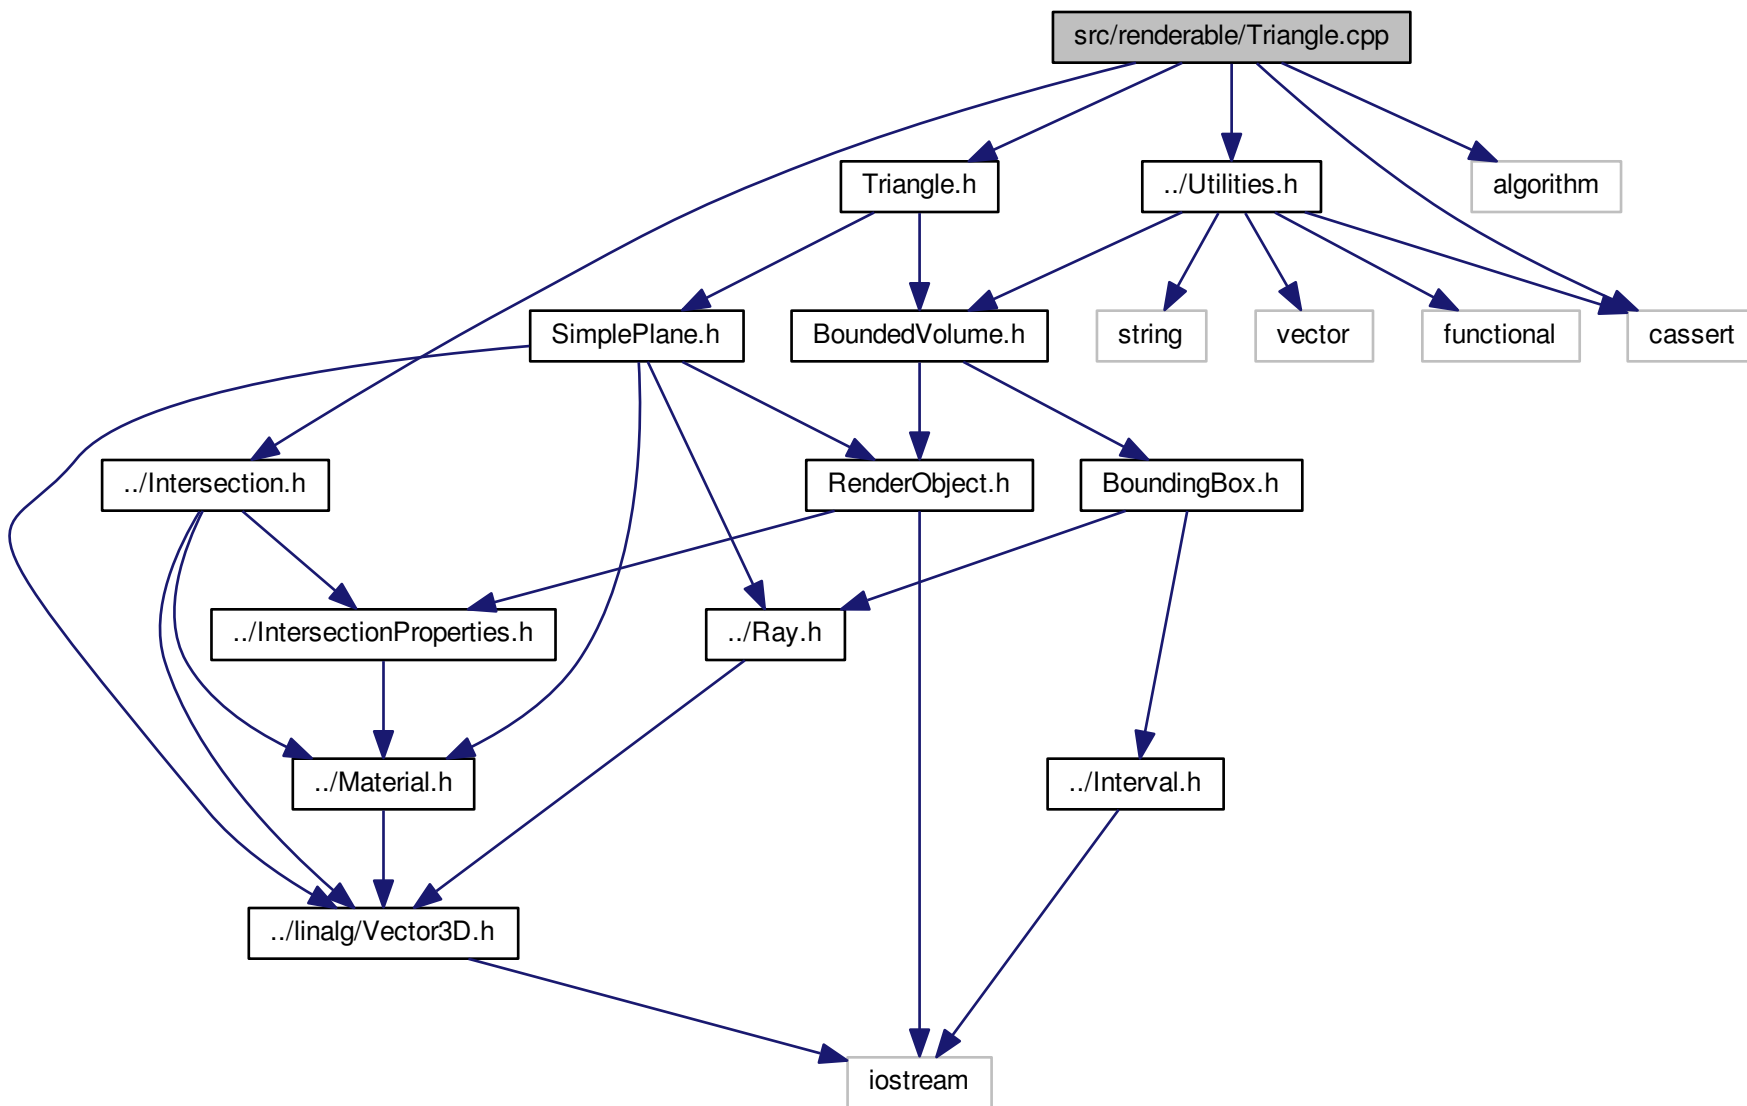 src/renderable/Triangle.cpp
Triangle.h
../Utilities.h
algorithm
SimplePlane.h
BoundedVolume.h
string
vector
functional
cassert
../Intersection.h
RenderObject.h
BoundingBox.h
../IntersectionProperties.h
../Ray.h
../Material.h
../Interval.h
../linalg/Vector3D.h
iostream